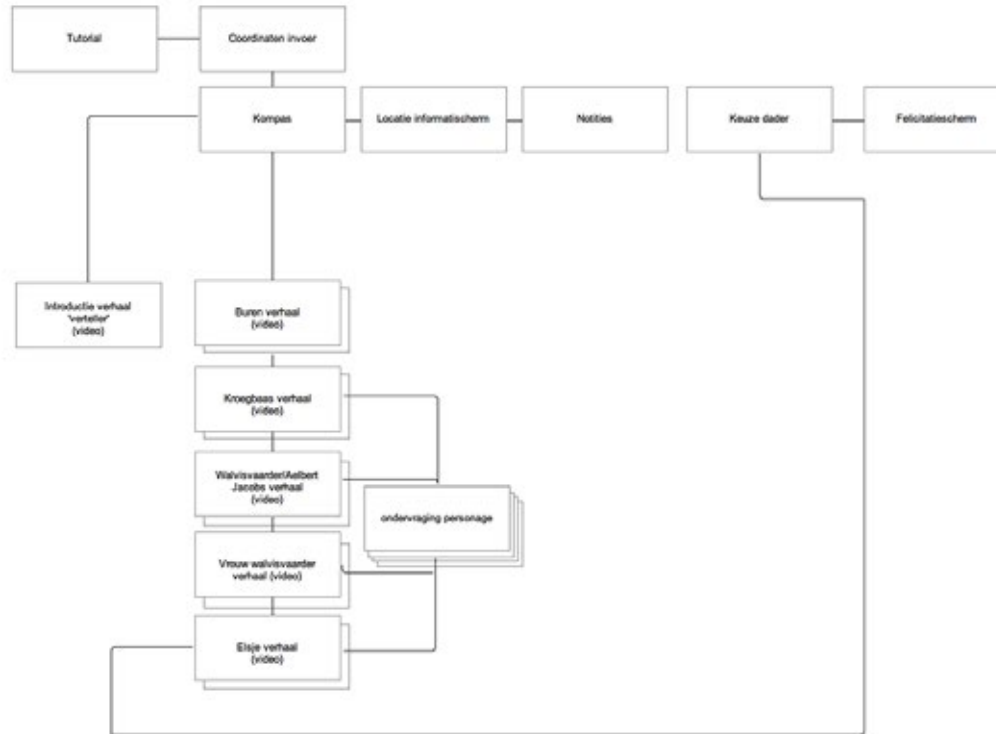 Tutorial
Coordinaten invoer
Kompas
Locatie informatischerm
Notities
Keuze dader
Felicitatiescherm
Introductie verhaal
'verteller'
(video)
Buren verhaal
(video)
Kroegbaas verhaal
(video)
Walvisvaarder/Aelbert
Jacobs verhaal
(video)
ondervraging personage
Vrouw walvisvaarder
verhaal (video)
Elsje verhaal
(video)